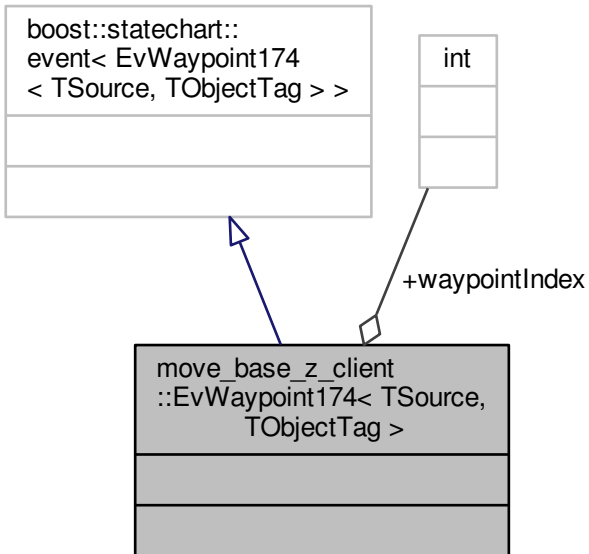 boost::statechart::
event< EvWaypoint174
< TSource, TObjectTag > >
int
+waypointIndex
move_base_z_client
::EvWaypoint174< TSource,
TObjectTag >